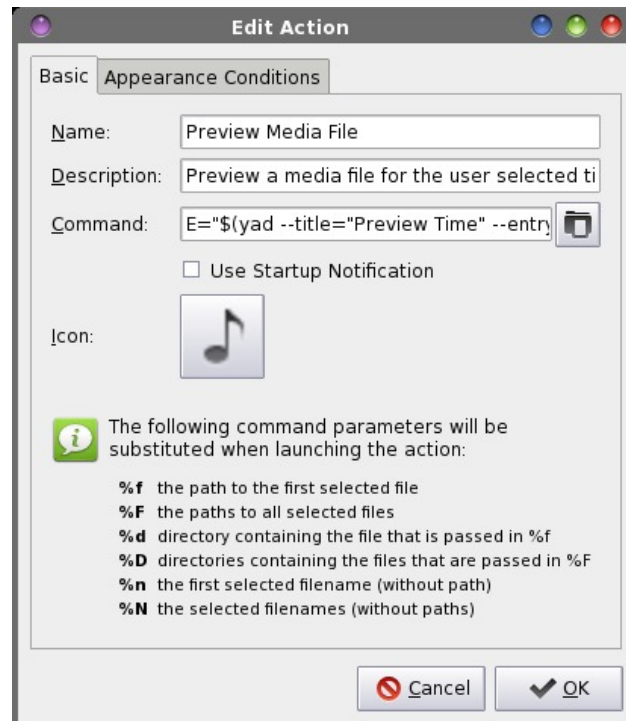 Edit Action
Basic Appearance Conditions
Name: Preview Media File
Description: Preview a media file for the user selected ti
Command: E="$(yad --title="Preview Time" --entry
Use Startup Notification
Icon:
The following command parameters will be
substituted when launching the action:
%f the path to the first selected file
%F the paths to all selected files
%d directory containing the file that is passed in %f
%D directories containing the files that are passed in %F
%n the first selected filename (without path)
%N the selected filenames (without paths)
Cancel OK